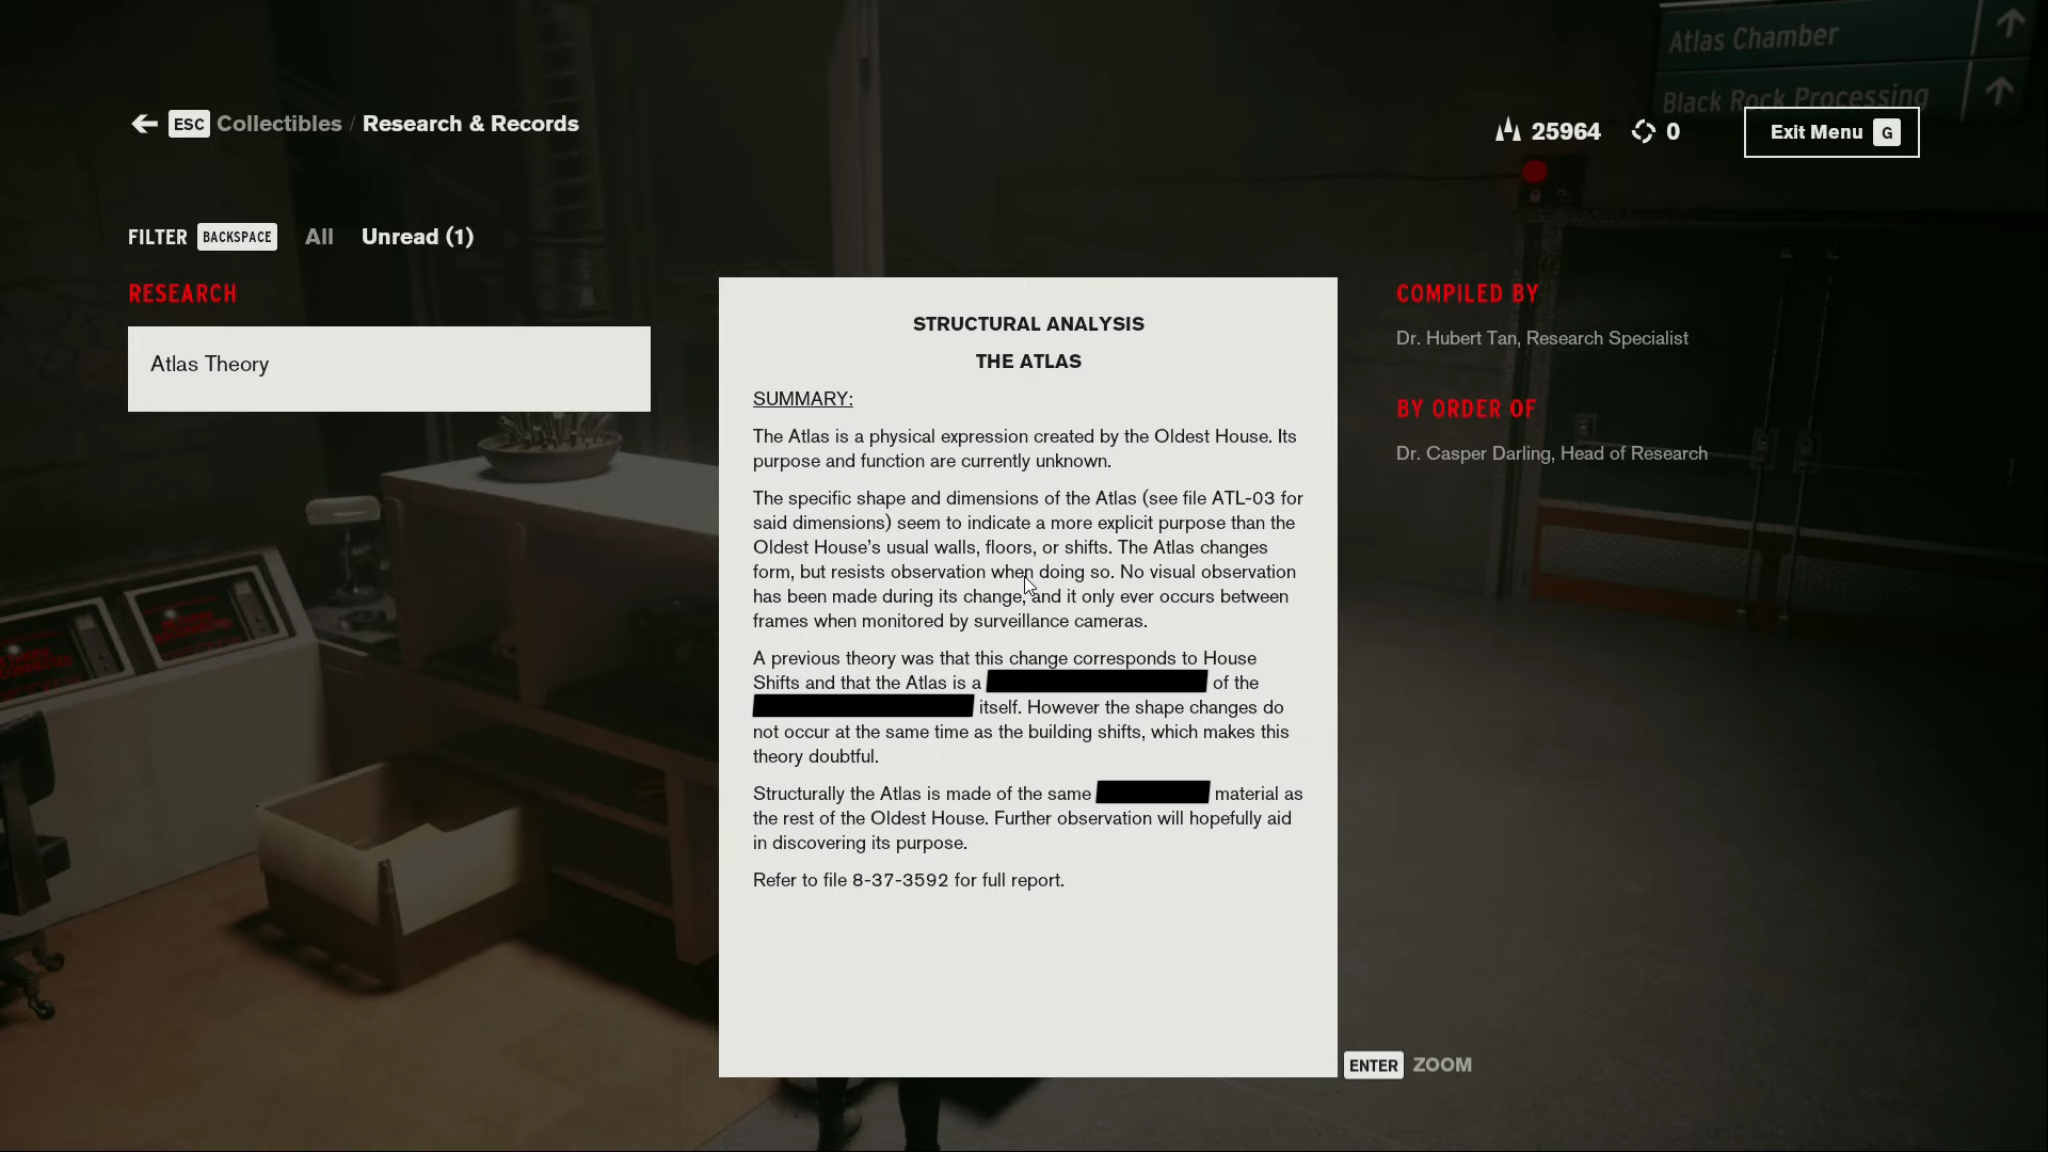 Atlas Chamber
Black Rock Processing
ESC Collectibles / Research & Records
25964 0
Exit Menu G
FILTER BACKSPACE All Unread (1)
RESEARCH
Atlas Theory
STRUCTURAL ANALYSIS
THE ATLAS
SUMMARY:
The Atlas is a physical expression created by the Oldest House. Its
purpose and function are currently unknown.
The specific shape and dimensions of the Atlas (see file ATL-03 for
said dimensions) seem to indicate a more explicit purpose than the
Oldest House's usual walls, floors, or shifts. The Atlas changes
form, but resists observation when doing so. No visual observation
has been made during its change, and it only ever occurs between
frames when monitored by surveillance cameras.
A previous theory was that this change corresponds to House
Shifts and that the Atlas is a of the
itself. However the shape changes do
not occur at the same time as the building shifts, which makes this
theory doubtful.
Structurally the Atlas is made of the same material as
the rest of the Oldest House. Further observation will hopefully aid
in discovering its purpose.
Refer to file 8-37-3592 for full report.
COMPILED BY
Dr. Hubert Tan, Research Specialist
BY ORDER OF
Dr. Casper Darling, Head of Research
ENTER ZOOM